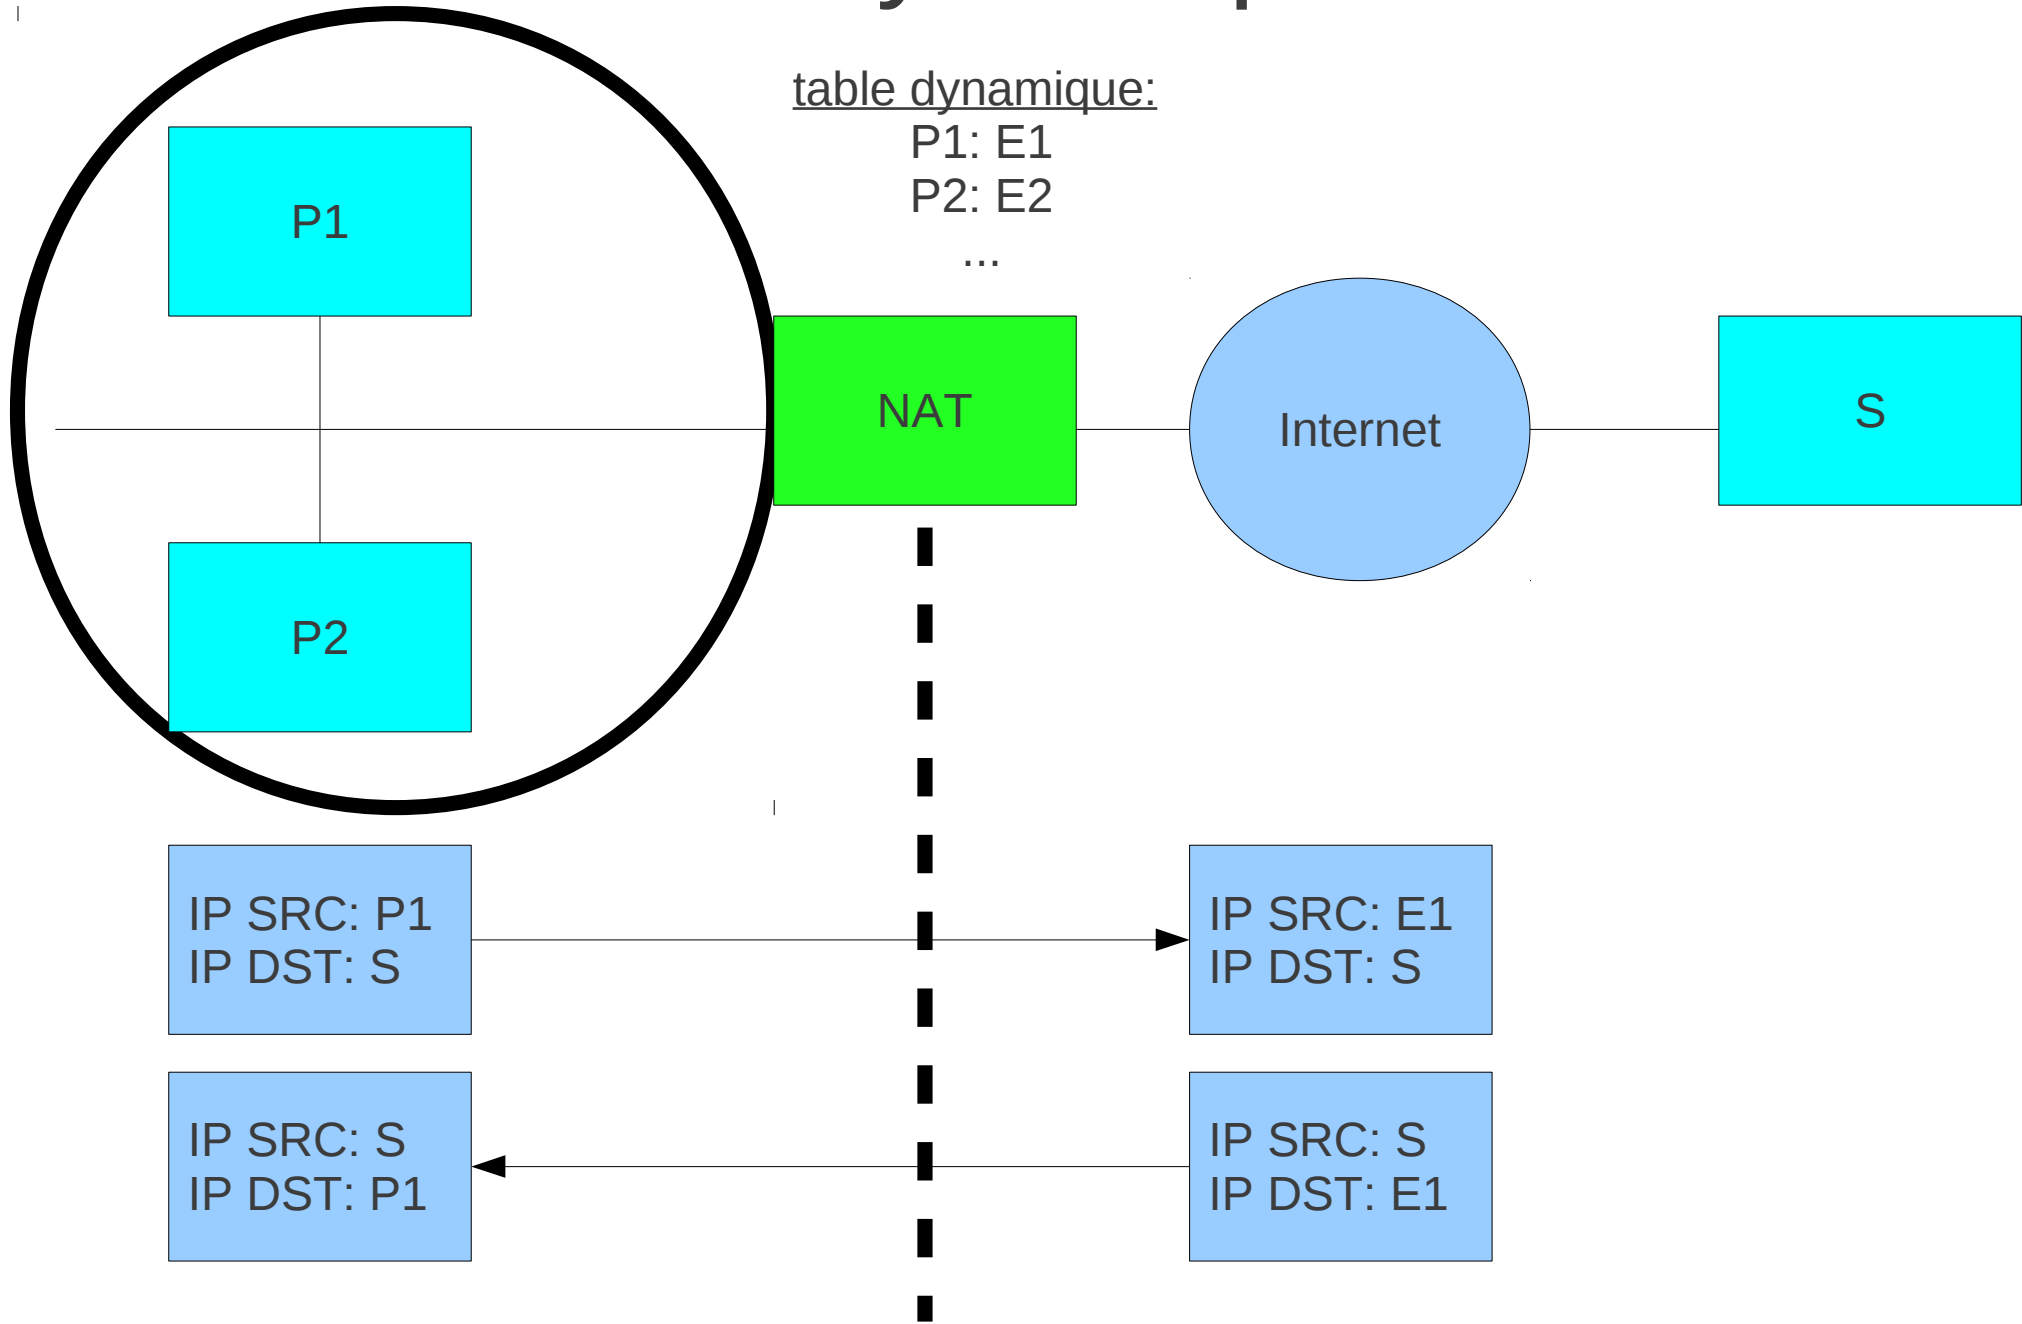 table dynamique:
P1: E1
P2: E2
...
P1
NAT
Internet
S
P2
IP SRC: P1
IP DST: S
IP SRC: E1
IP DST: S
IP SRC: S
IP DST: P1
IP SRC: S
IP DST: E1